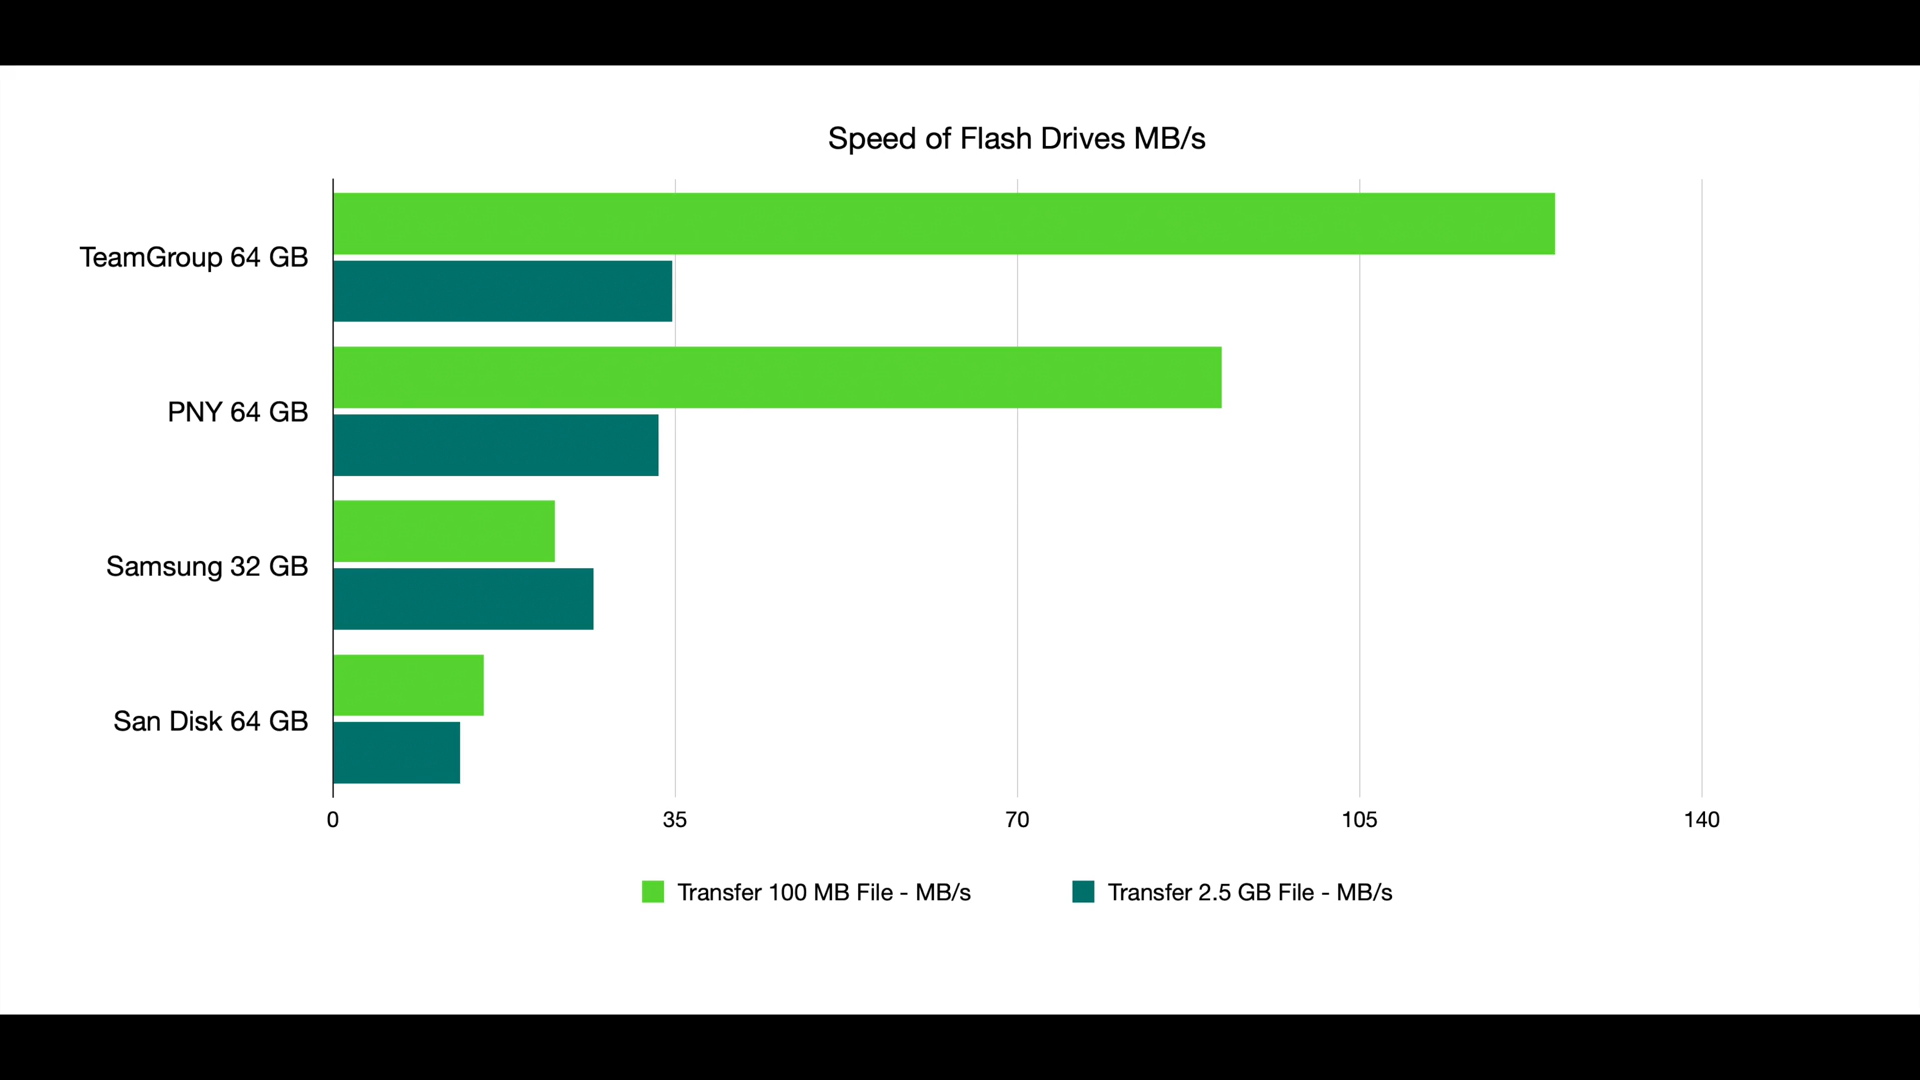 Speed of Flash Drives MB/s
TeamGroup 64 GB
PNY 64 GB
Samsung 32 GB
San Disk 64 GB
0 35 70 105 140
Transfer 100 MB File - MB/s Transfer 2.5 GB File - MB/s